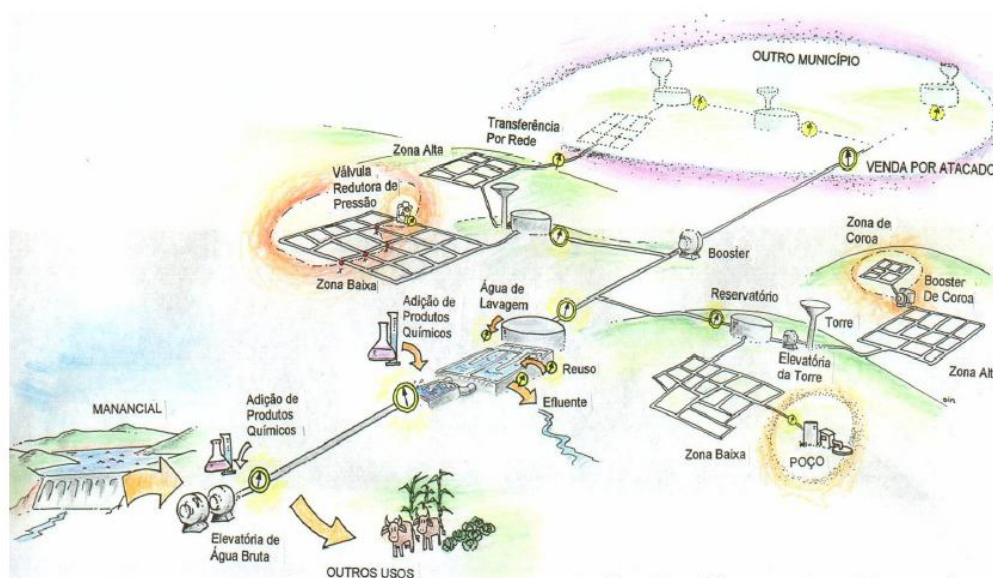 OUTRO MUNICÍPIO
Transferência
Por Rede
Zona Alta
VENDA POR ATACADO
Válvula
Redutora de
Pressão
Zona de
Coroa
Booster
Booster
De Coroa
Zona Baixa
Água de
Lavagem
Reservatório
Torre
Adição de
Produtos
Químicos
Elevatória
da Torre
Zona Alta
Reuso
Efluente
MANANCIAL
Adição de
Produtos
Químicos
Zona Baixa
POÇO
Elevatória de
Água Bruta
OUTROS USOS